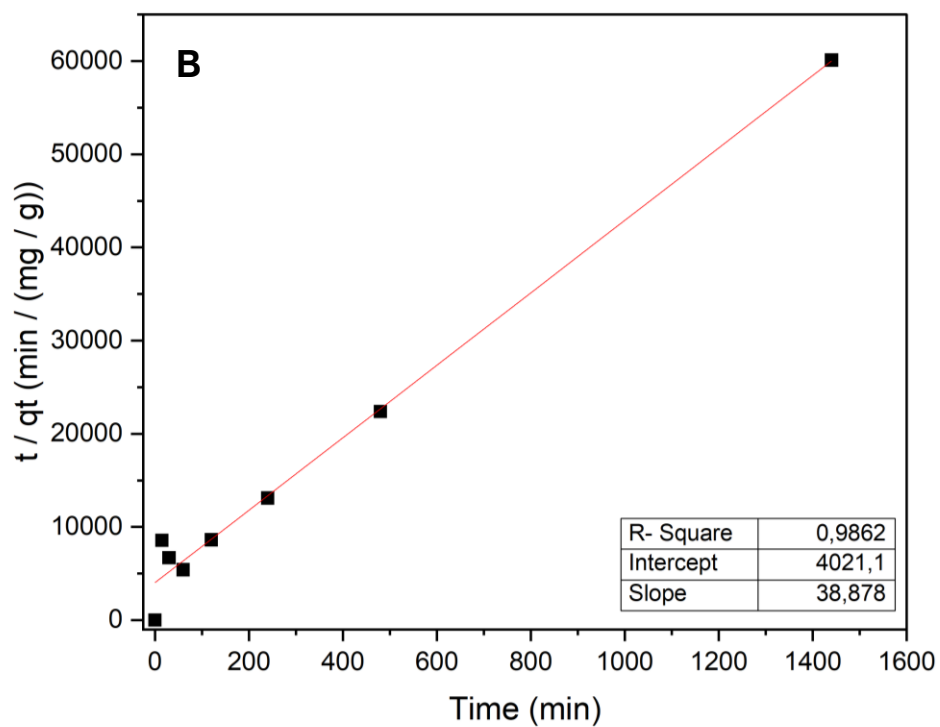 B
60000
50000
40000
30000
20000
10000
0
t / qt (min / (mg / g))
R- Square 0,9862
Intercept 4021,1
Slope 38,878
0 200 400 600 800 1000 1200 1400 1600
Time (min)